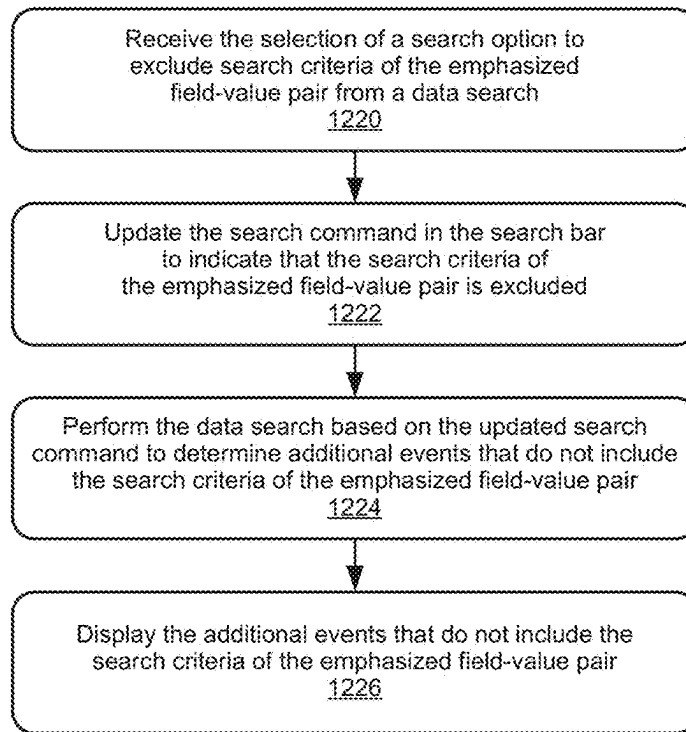 Receive the selection of a search option to
exclude search criteria of the emphasized
field-value pair from a data search
1220
Update the search command in the search bar
to indicate that the search criteria of
the emphasized field-value pair is excluded
1222
Perform the data search based on the updated search
command to determine additional events that do not include
the search criteria of the emphasized field-value pair
1224
Display the additional events that do not include the
search criteria of the emphasized field-value pair
1226